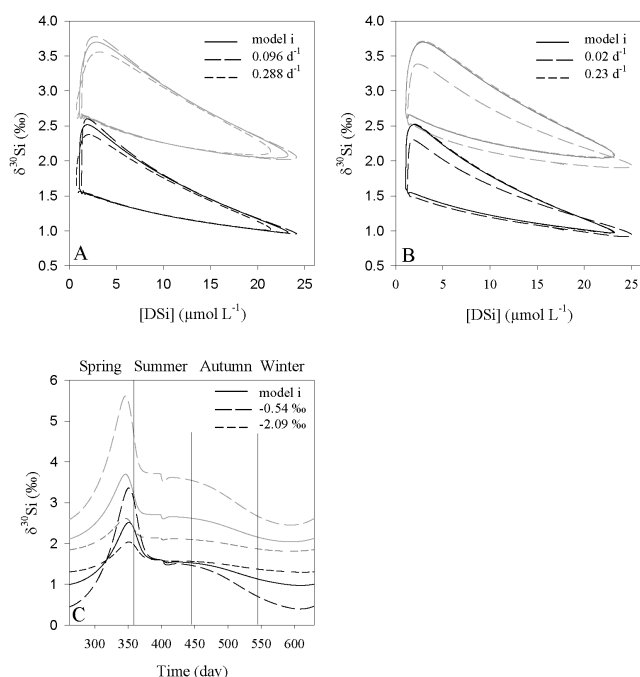 4.0
3.5
3.0
2.5
2.0
1.5
1.0
0.5
δ³⁰Si (‰)
model i
0.096 d⁻¹
0.288 d⁻¹
A
0 5 10 15 20 25
[DSi] (µmol L⁻¹)
4.0
3.5
3.0
2.5
2.0
1.5
1.0
0.5
δ³⁰Si (‰)
model i
0.02 d⁻¹
0.23 d⁻¹
B
0 5 10 15 20 25
[DSi] (µmol L⁻¹)
Spring Summer Autumn Winter
6
5
4
3
2
1
0
δ³⁰Si (‰)
model i
-0.54 ‰
-2.09 ‰
C
300 350 400 450 500 550 600
Time (day)